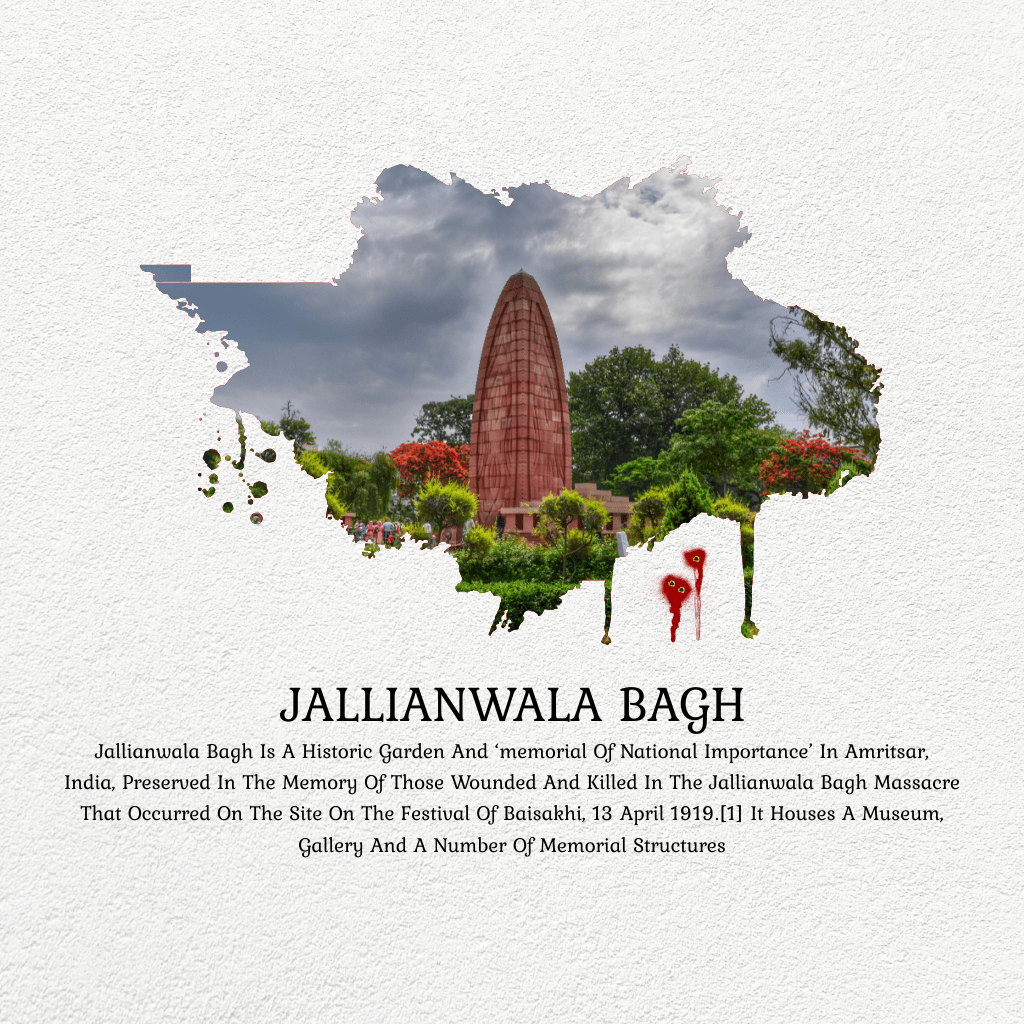 JALLIANWALA BAGH
Jallianwala Bagh Is A Historic Garden And ‘memorial Of National Importance’ In Amritsar,
India, Preserved In The Memory Of Those Wounded And Killed In The Jallianwala Bagh Massacre
That Occurred On The Site On The Festival Of Baisakhi, 13 April 1919.[1] It Houses A Museum,
Gallery And A Number Of Memorial Structures